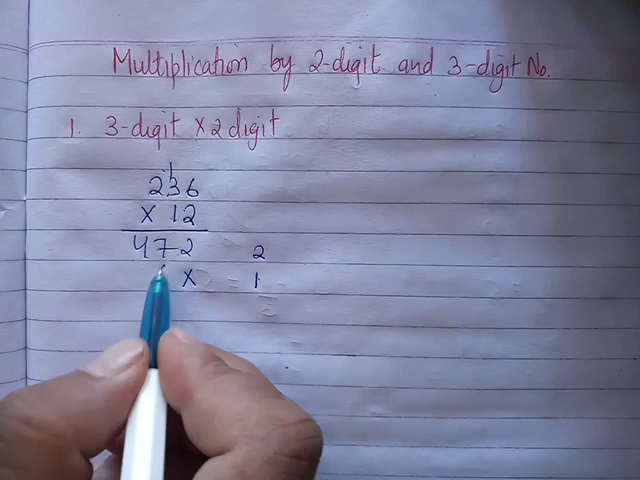 Multiplication by 2-digit and 3-digit No.
1. 3-digit x 2 digit
1
236
x 12
472 2
x = 1